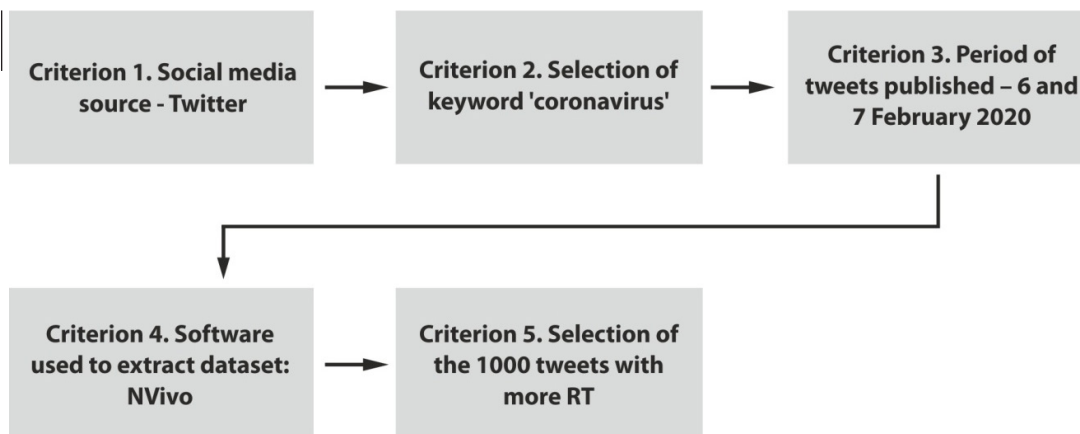 Criterion 1. Social media
source - Twitter
Criterion 2. Selection of
keyword 'coronavirus'
Criterion 3. Period of
tweets published – 6 and
7 February 2020
Criterion 4. Software
used to extract dataset:
NVivo
Criterion 5. Selection of
the 1000 tweets with
more RT